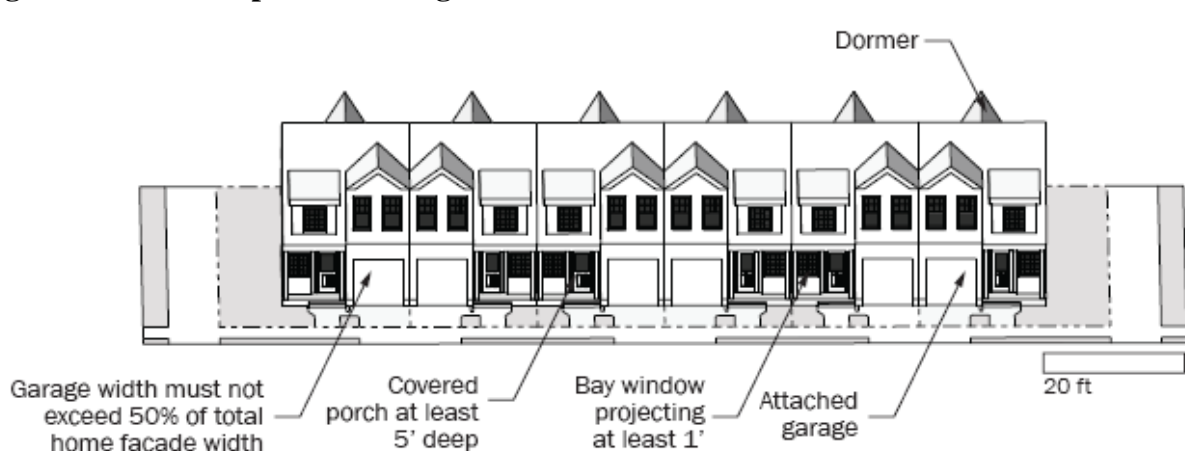 Dormer
20 ft
Garage width must not
exceed 50% of total
home facade width
Covered
porch at least
5' deep
Bay window
projecting
at least 1'
Attached
garage